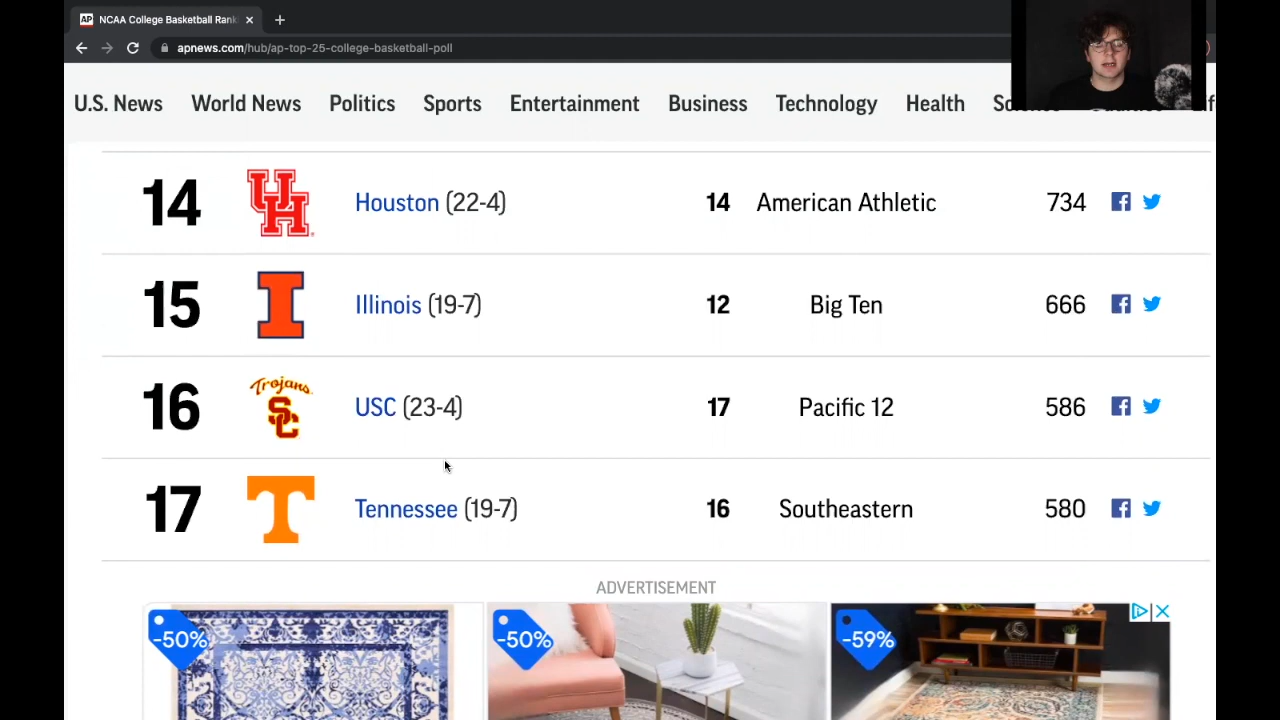 NCAA College Basketball Rank
apnews.com/hub/ap-top-25-college-basketball-poll
U.S. News World News Politics Sports Entertainment Business Technology Health
14 UH Houston (22-4) 14 American Athletic 734
15 I Illinois (19-7) 12 Big Ten 666
16 Trojans SC USC (23-4) 17 Pacific 12 586
17 T Tennessee (19-7) 16 Southeastern 580
ADVERTISEMENT
-50% -50% -59%